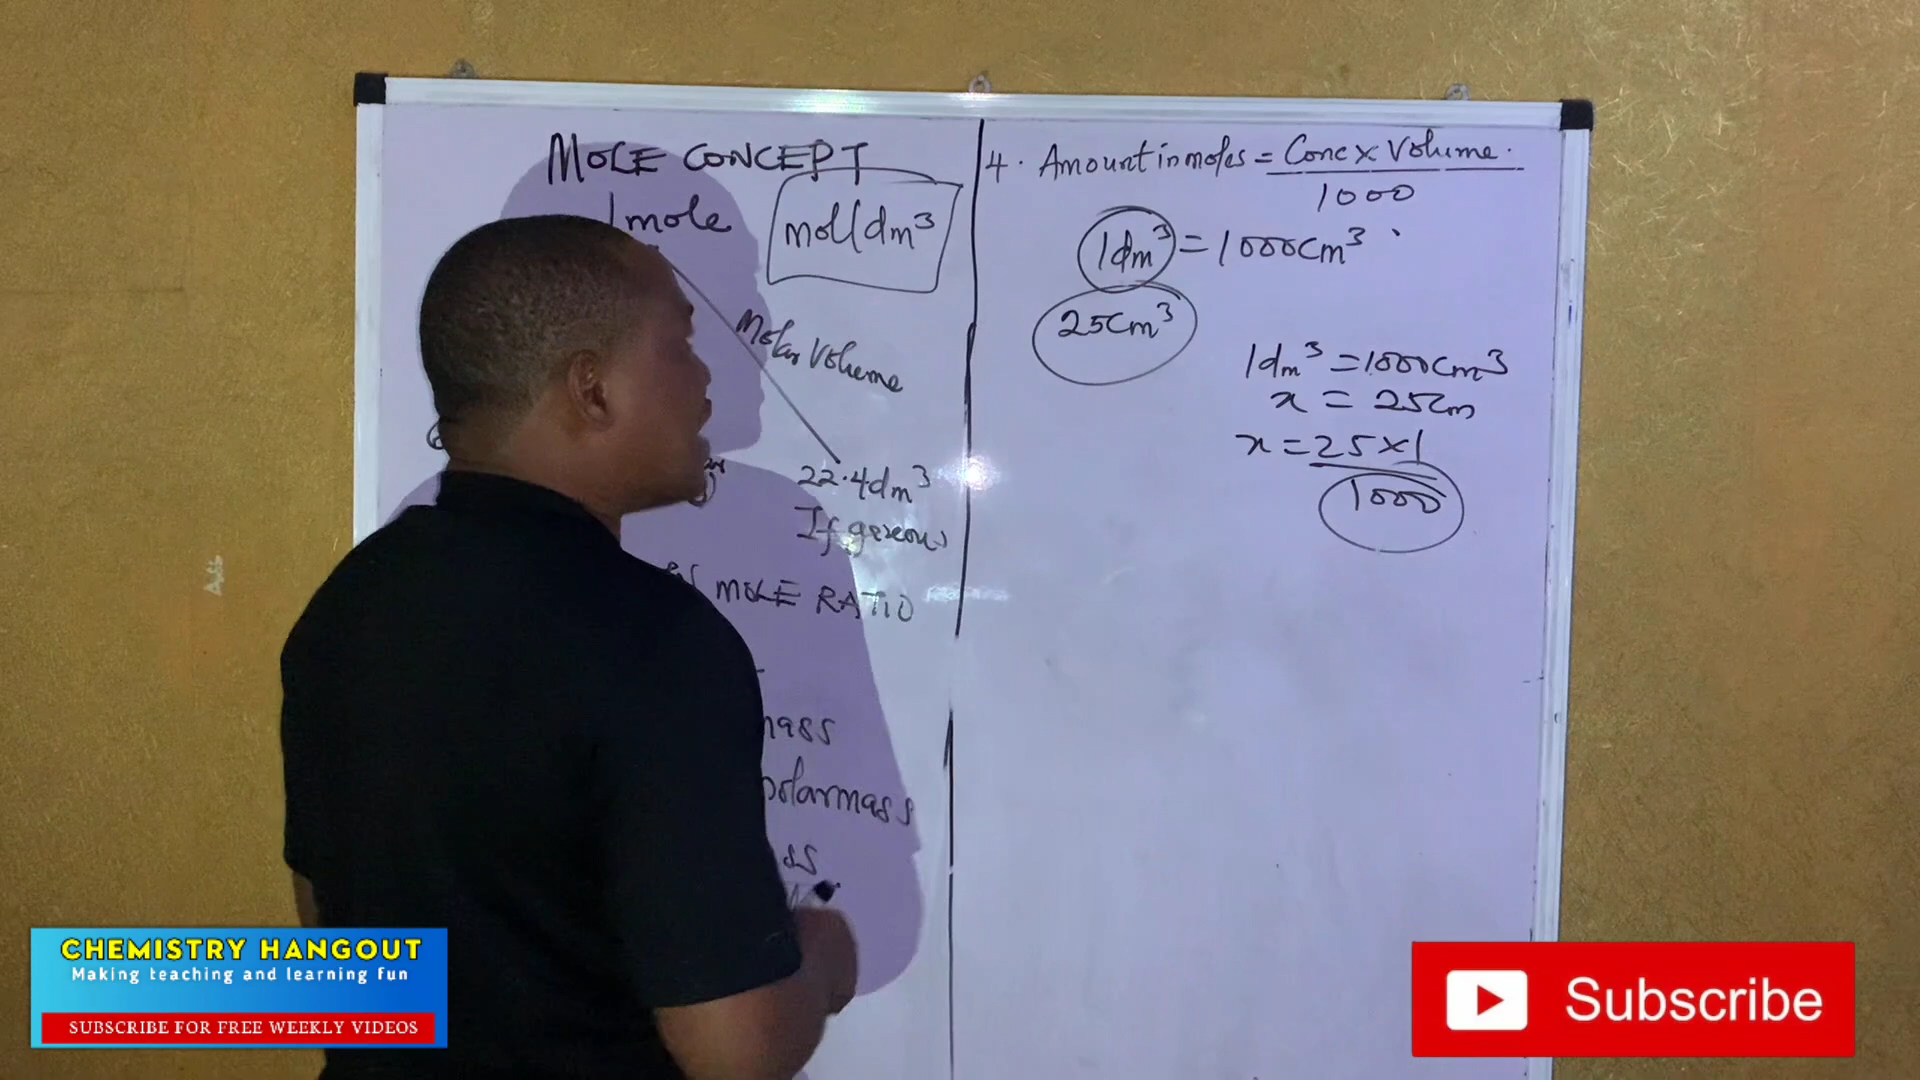 MOLE CONCEPT
1mole
mol/dm³
Molar Volume
22.4dm³
If gaseous
MOLE RATIO
mass
molarmass
4. Amount in moles = Conc x Volume.
1000
1dm³ = 1000cm³
25cm³
1dm³ = 1000cm³
x = 25cm
x = 25 x 1
1000
CHEMISTRY HANGOUT
Making teaching and learning fun
SUBSCRIBE FOR FREE WEEKLY VIDEOS
Subscribe